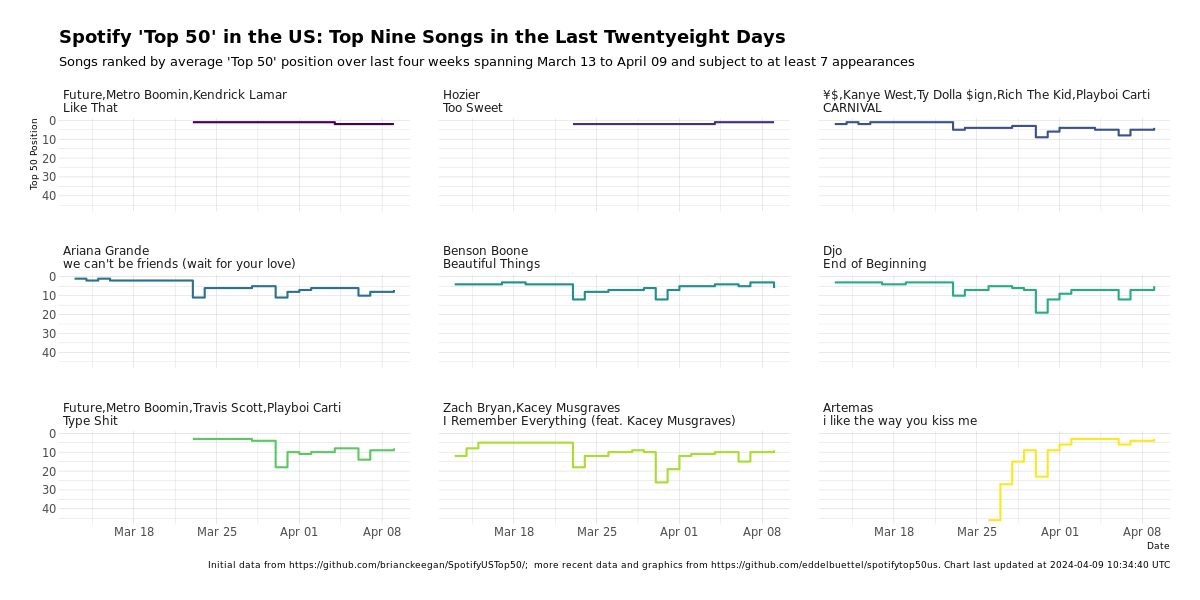 Spotify 'Top 50' in the US: Top Nine Songs in the Last Twentyeight Days
Songs ranked by average 'Top 50' position over last four weeks spanning March 13 to April 09 and subject to at least 7 appearances
Future,Metro Boomin,Kendrick Lamar
Like That
Hozier
Too Sweet
¥$,Kanye West,Ty Dolla $ign,Rich The Kid,Playboi Carti
CARNIVAL
Top 50 Position
0
10
20
30
40
Ariana Grande
we can't be friends (wait for your love)
Benson Boone
Beautiful Things
Djo
End of Beginning
0
10
20
30
40
Future,Metro Boomin,Travis Scott,Playboi Carti
Type Shit
Zach Bryan,Kacey Musgraves
I Remember Everything (feat. Kacey Musgraves)
Artemas
i like the way you kiss me
0
10
20
30
40
Mar 18 Mar 25 Apr 01 Apr 08
Mar 18 Mar 25 Apr 01 Apr 08
Mar 18 Mar 25 Apr 01 Apr 08
Date
Initial data from https://github.com/brianckeegan/SpotifyUSTop50/;  more recent data and graphics from https://github.com/eddelbuettel/spotifytop50us. Chart last updated at 2024-04-09 10:34:40 UTC